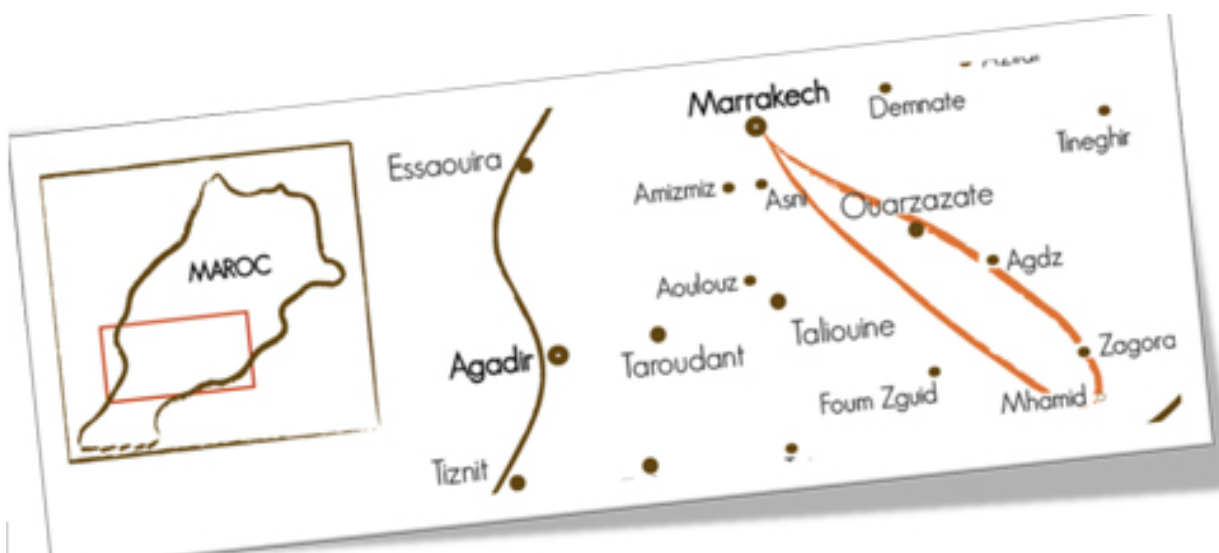 Marrakech
Demnate
Tineghir
Essaouira
Amizmiz
Asni
Ouarzazate
MAROC
Agdz
Aoulouz
Taliouine
Agadir
Taroudant
Zagora
Foum Zguid
Mhamid
Tiznit